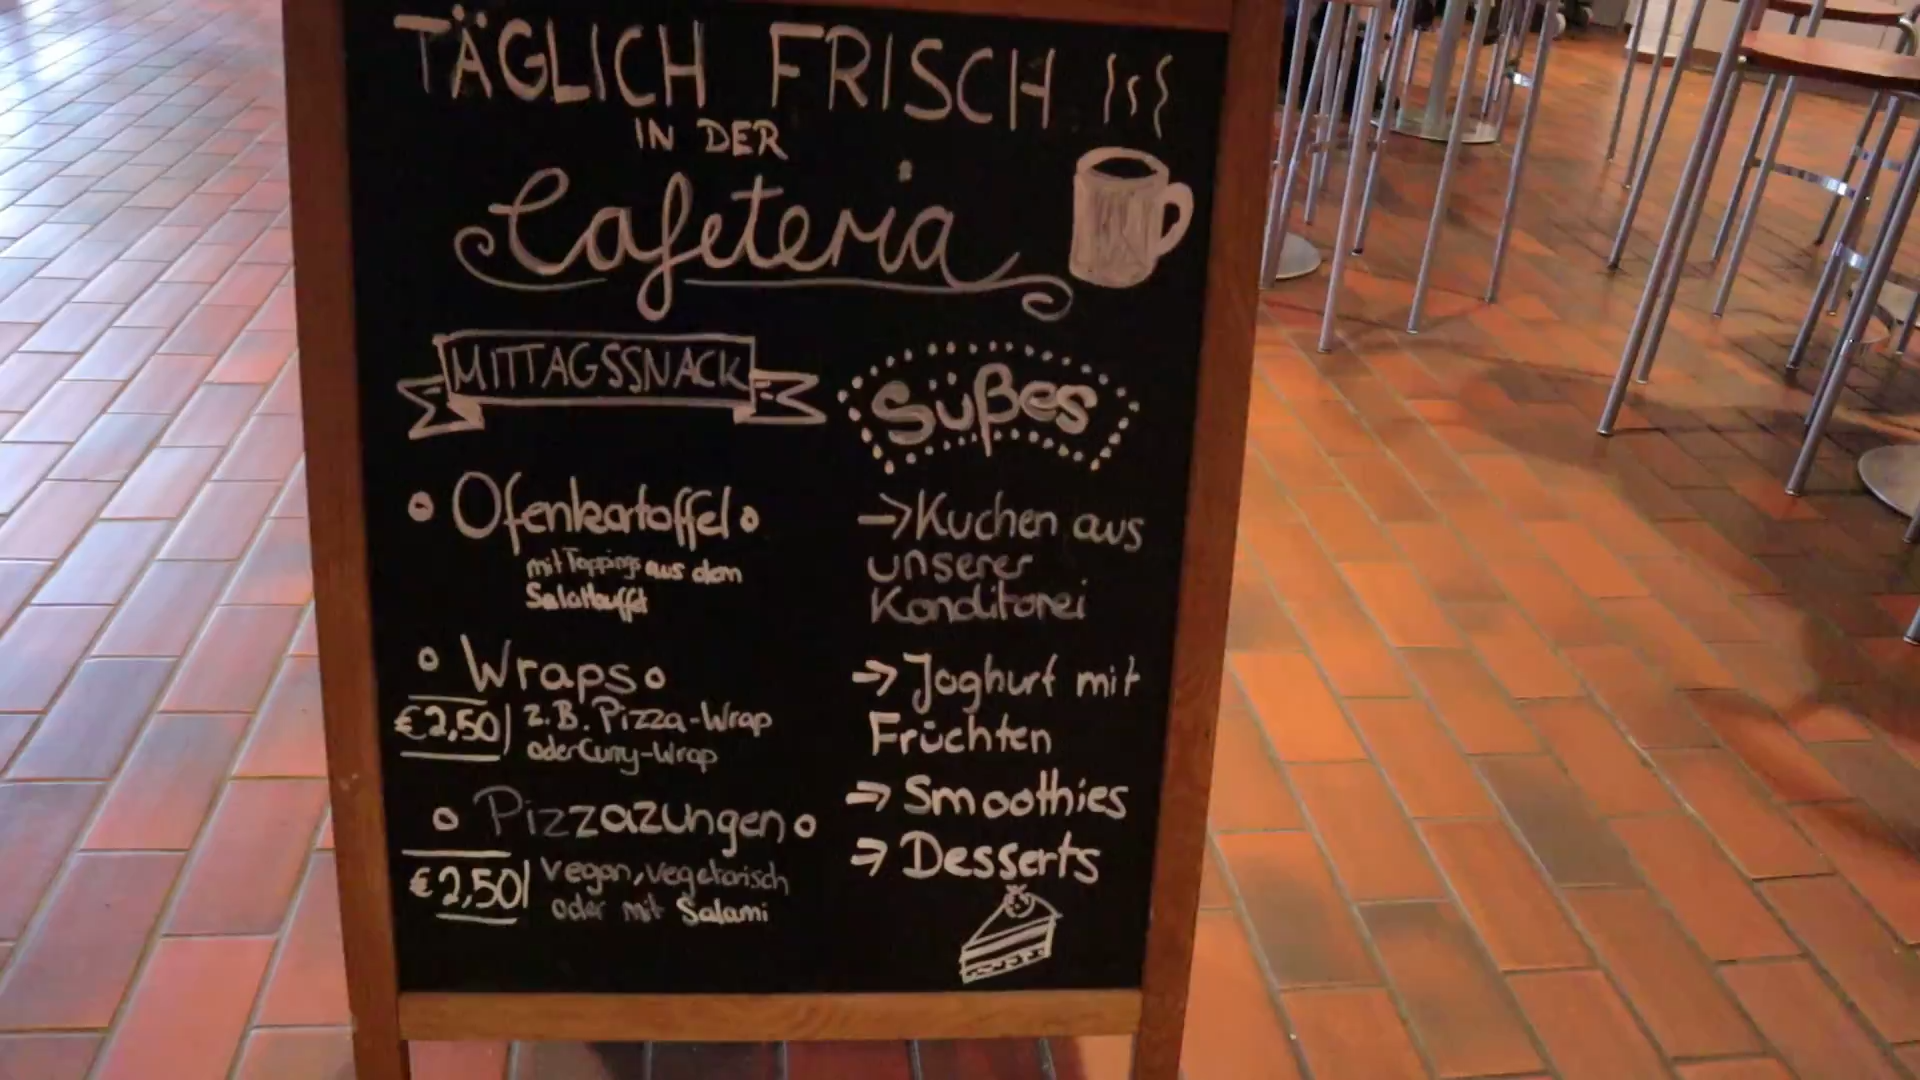 TÄGLICH FRISCH
IN DER
Cafeteria
MITTAGSSNACK
• Ofenkartoffel •
mit Toppings aus dem
Salatbuffet
• Wraps •
€2,50 z.B. Pizza-Wrap
oder Curry-Wrap
• Pizzazungen •
€2,50 vegan, vegetarisch
oder mit Salami
Süßes
→ Kuchen aus
unserer
Konditorei
→ Joghurt mit
Früchten
→ Smoothies
→ Desserts